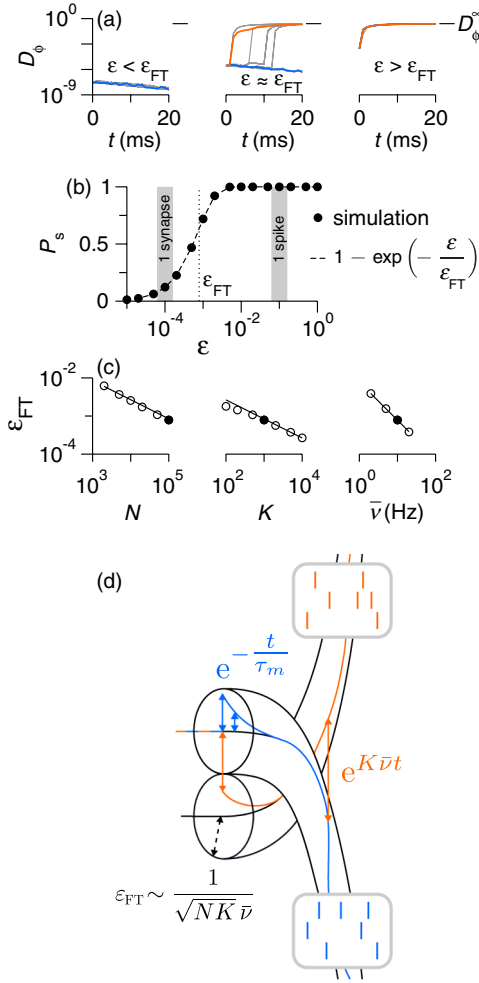 (a)
D_ϕ
D_ϕ^∞
10^-1
10^-9
ε < ε_FT
ε ≈ ε_FT
ε > ε_FT
0 20
0 20
0 20
t (ms)
t (ms)
t (ms)
(b)
P_s
1
0.5
0
1 synapse
ε_FT
1 spike
10^-4 10^-2 10^0
ε
simulation
1 − exp(− ε/ε_FT)
(c)
ε_FT
10^-2
10^-4
10^3 10^5
10^2 10^4
10^0 10^2
N
K
ν̄ (Hz)
(d)
e^{− t/τ_m}
e^{Kν̄t}
ε_FT ∼ 1/(√NK ν̄)